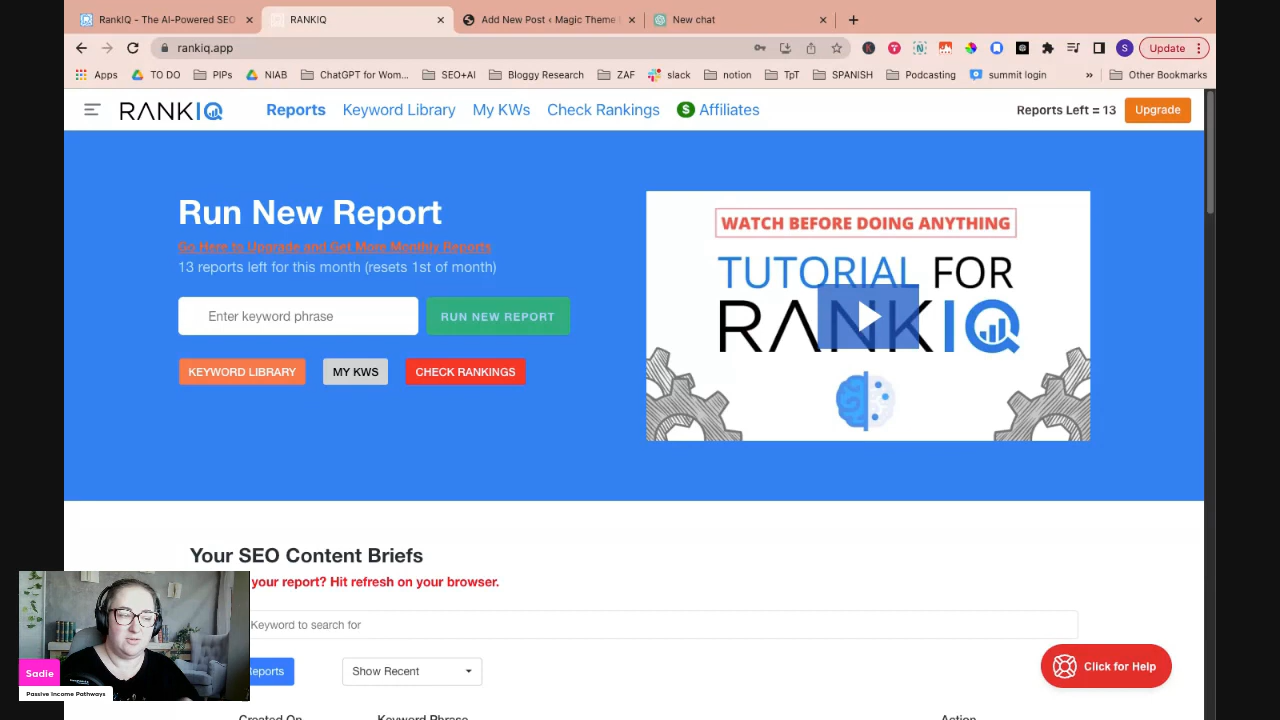 RankIQ - The AI-Powered SEO
RANKIQ
Add New Post ‹ Magic Theme
New chat
rankiq.app
Update
Apps
TO DO
PIPs
NIAB
ChatGPT for Wom...
SEO+AI
Bloggy Research
ZAF
slack
notion
TpT
SPANISH
Podcasting
summit login
»
Other Bookmarks
RANKIQ
Reports
Keyword Library
My KWs
Check Rankings
$ Affiliates
Reports Left = 13
Upgrade
Run New Report
Go Here to Upgrade and Get More Monthly Reports
13 reports left for this month (resets 1st of month)
Enter keyword phrase
RUN NEW REPORT
KEYWORD LIBRARY
MY KWS
CHECK RANKINGS
WATCH BEFORE DOING ANYTHING
TUTORIAL FOR
RANKIQ
Your SEO Content Briefs
your report? Hit refresh on your browser.
Keyword to search for
eports
Show Recent
Click for Help
Created On
Keyword Phrase
Action
Sadie
Passive Income Pathways